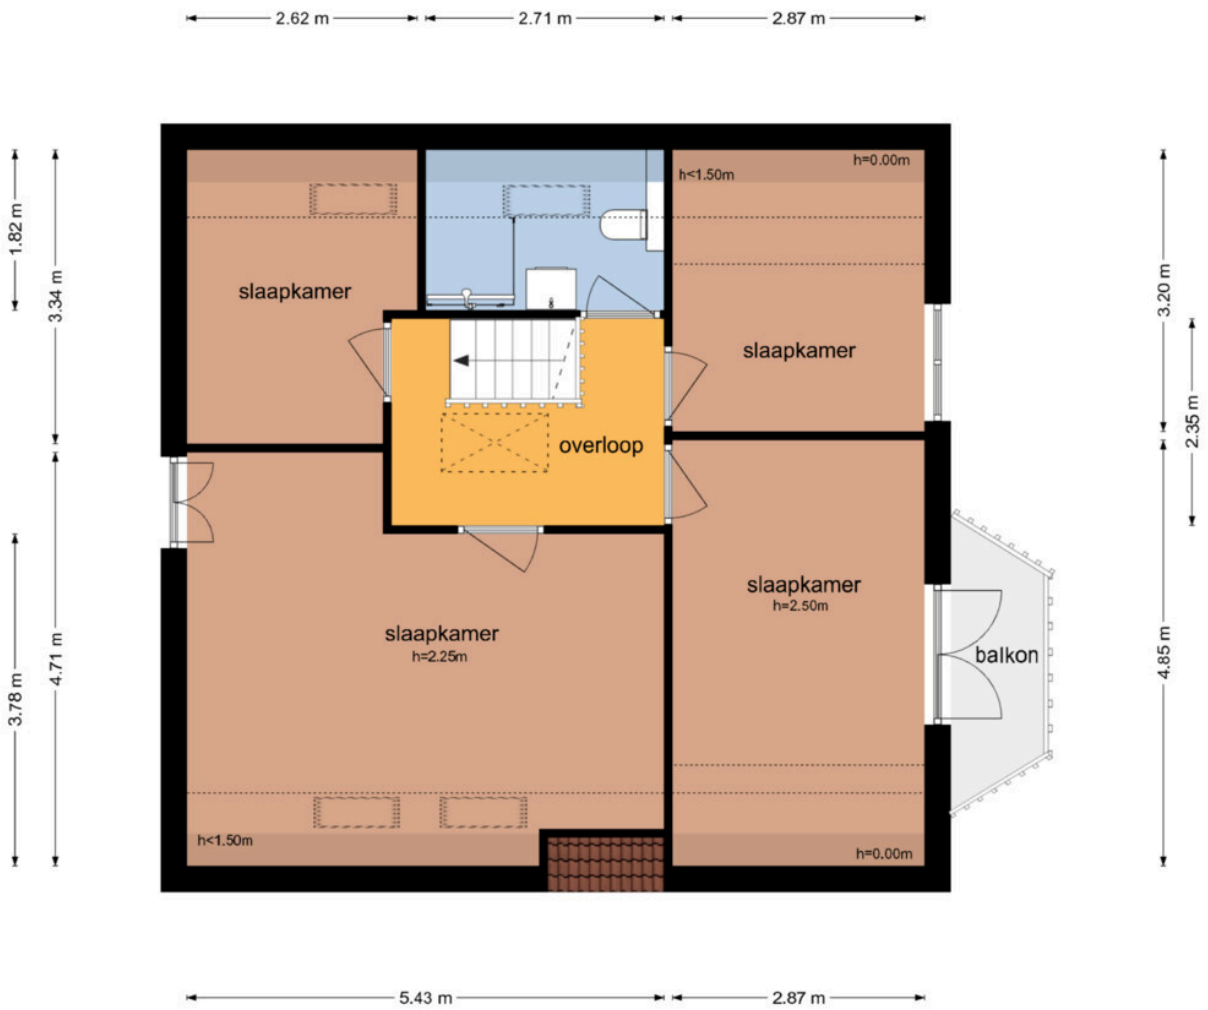 2.62 m
2.71 m
2.87 m
h=0.00m
h<1.50m
1.82 m
3.34 m
slaapkamer
slaapkamer
3.20 m
2.35 m
overloop
slaapkamer
h=2.50m
slaapkamer
h=2.25m
balkon
3.78 m
4.71 m
4.85 m
h<1.50m
h=0.00m
5.43 m
2.87 m